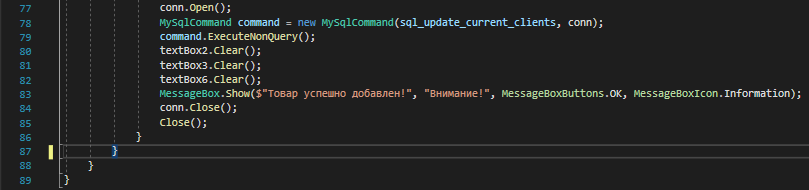 77 conn.Open();
78 MySqlCommand command = new MySqlCommand(sql_update_current_clients, conn);
79 command.ExecuteNonQuery();
80 textBox2.Clear();
81 textBox3.Clear();
82 textBox6.Clear();
83 MessageBox.Show($"Товар успешно добавлен!", "Внимание!", MessageBoxButtons.OK, MessageBoxIcon.Information);
84 conn.Close();
85 Close();
86 }
87 }
88 }
89 }